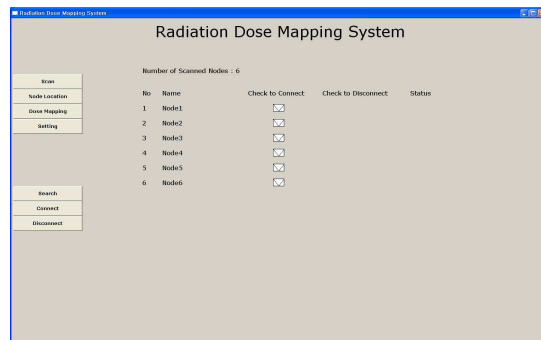 Radiation Dose Mapping System
Radiation Dose Mapping System
Number of Scanned Nodes : 6
Scan
Node Location
Dose Mapping
Setting
No Name Check to Connect Check to Disconnect Status
1 Node1
2 Node2
3 Node3
4 Node4
5 Node5
6 Node6
Search
Connect
Disconnect